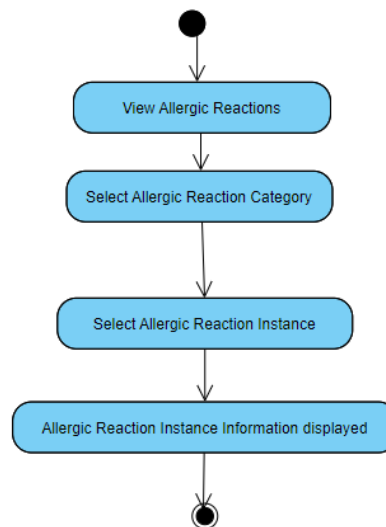 View Allergic Reactions
Select Allergic Reaction Category
Select Allergic Reaction Instance
Allergic Reaction Instance Information displayed